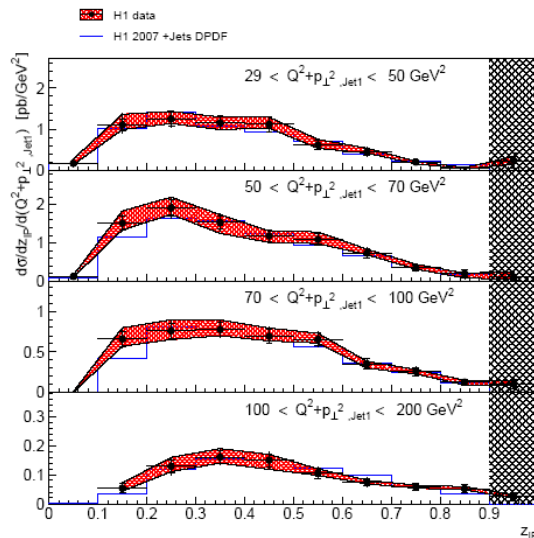 H1 data
H1 2007 +Jets DPDF
dσ/dz_IP/d(Q²+p⊥²,Jet1) [pb/GeV²]
29 < Q²+p⊥²,Jet1 < 50 GeV²
2
1
0
50 < Q²+p⊥²,Jet1 < 70 GeV²
2
1
0
70 < Q²+p⊥²,Jet1 < 100 GeV²
1
0.5
0
100 < Q²+p⊥²,Jet1 < 200 GeV²
0.3
0.2
0.1
0
0 0.1 0.2 0.3 0.4 0.5 0.6 0.7 0.8 0.9
z_IP